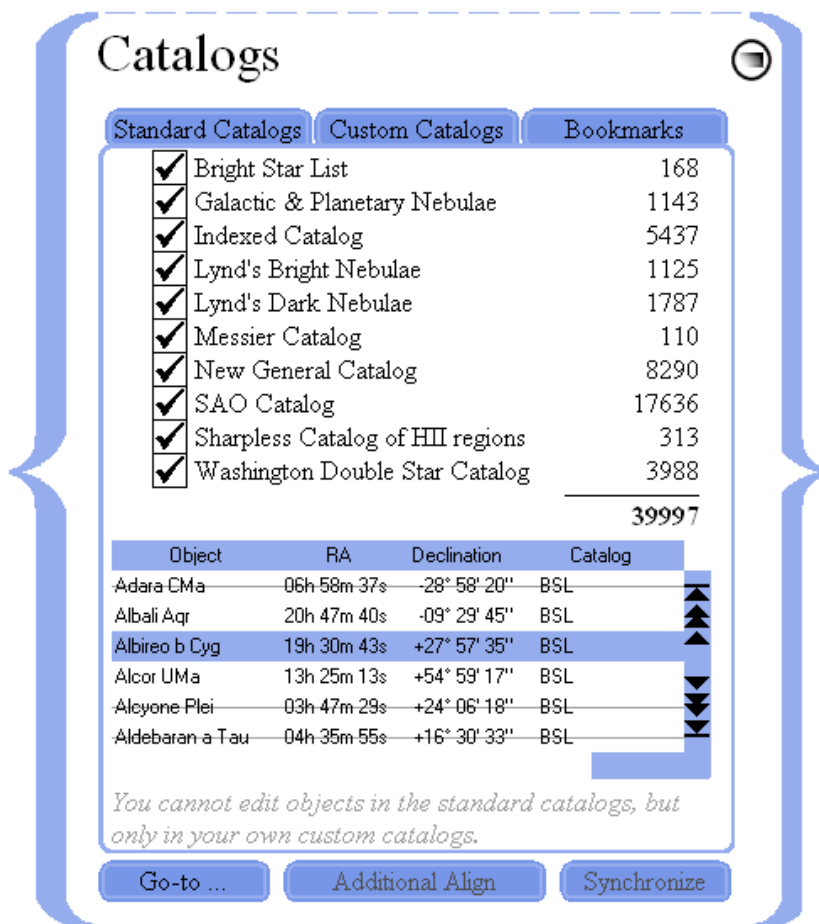 Catalogs
Standard Catalogs Custom Catalogs Bookmarks
Bright Star List 168
Galactic & Planetary Nebulae 1143
Indexed Catalog 5437
Lynd's Bright Nebulae 1125
Lynd's Dark Nebulae 1787
Messier Catalog 110
New General Catalog 8290
SAO Catalog 17636
Sharpless Catalog of HII regions 313
Washington Double Star Catalog 3988
39997
Object RA Declination Catalog
Adara CMa 06h 58m 37s -28° 58' 20'' BSL
Albali Aqr 20h 47m 40s -09° 29' 45'' BSL
Albireo b Cyg 19h 30m 43s +27° 57' 35'' BSL
Alcor UMa 13h 25m 13s +54° 59' 17'' BSL
Alcyone Plei 03h 47m 29s +24° 06' 18'' BSL
Aldebaran a Tau 04h 35m 55s +16° 30' 33'' BSL
You cannot edit objects in the standard catalogs, but
only in your own custom catalogs.
Go-to ... Additional Align Synchronize